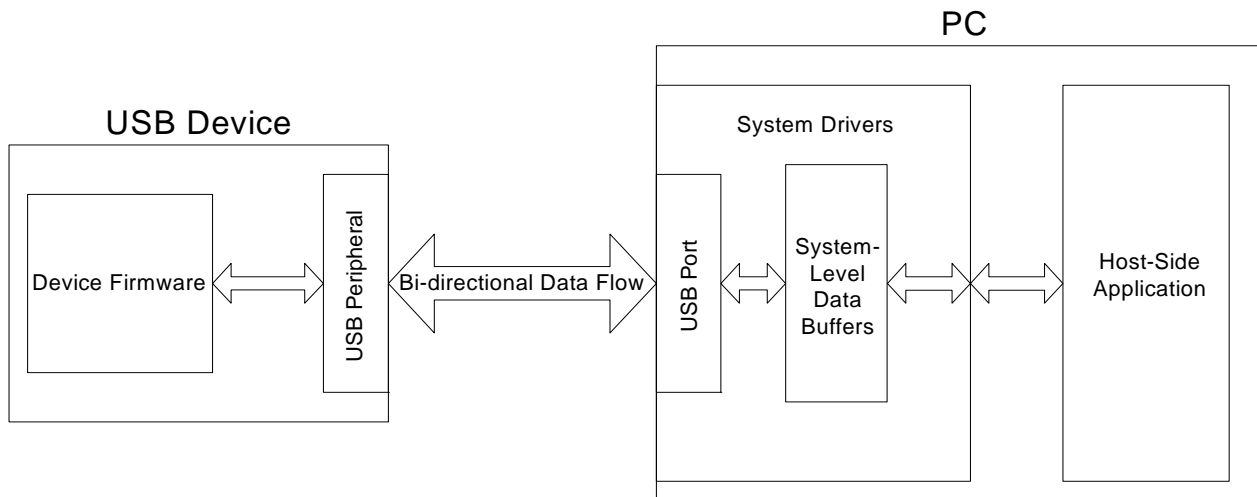 PC
USB Device
System Drivers
Device Firmware
USB Peripheral
Bi-directional Data Flow
USB Port
System-
Level
Data
Buffers
Host-Side
Application